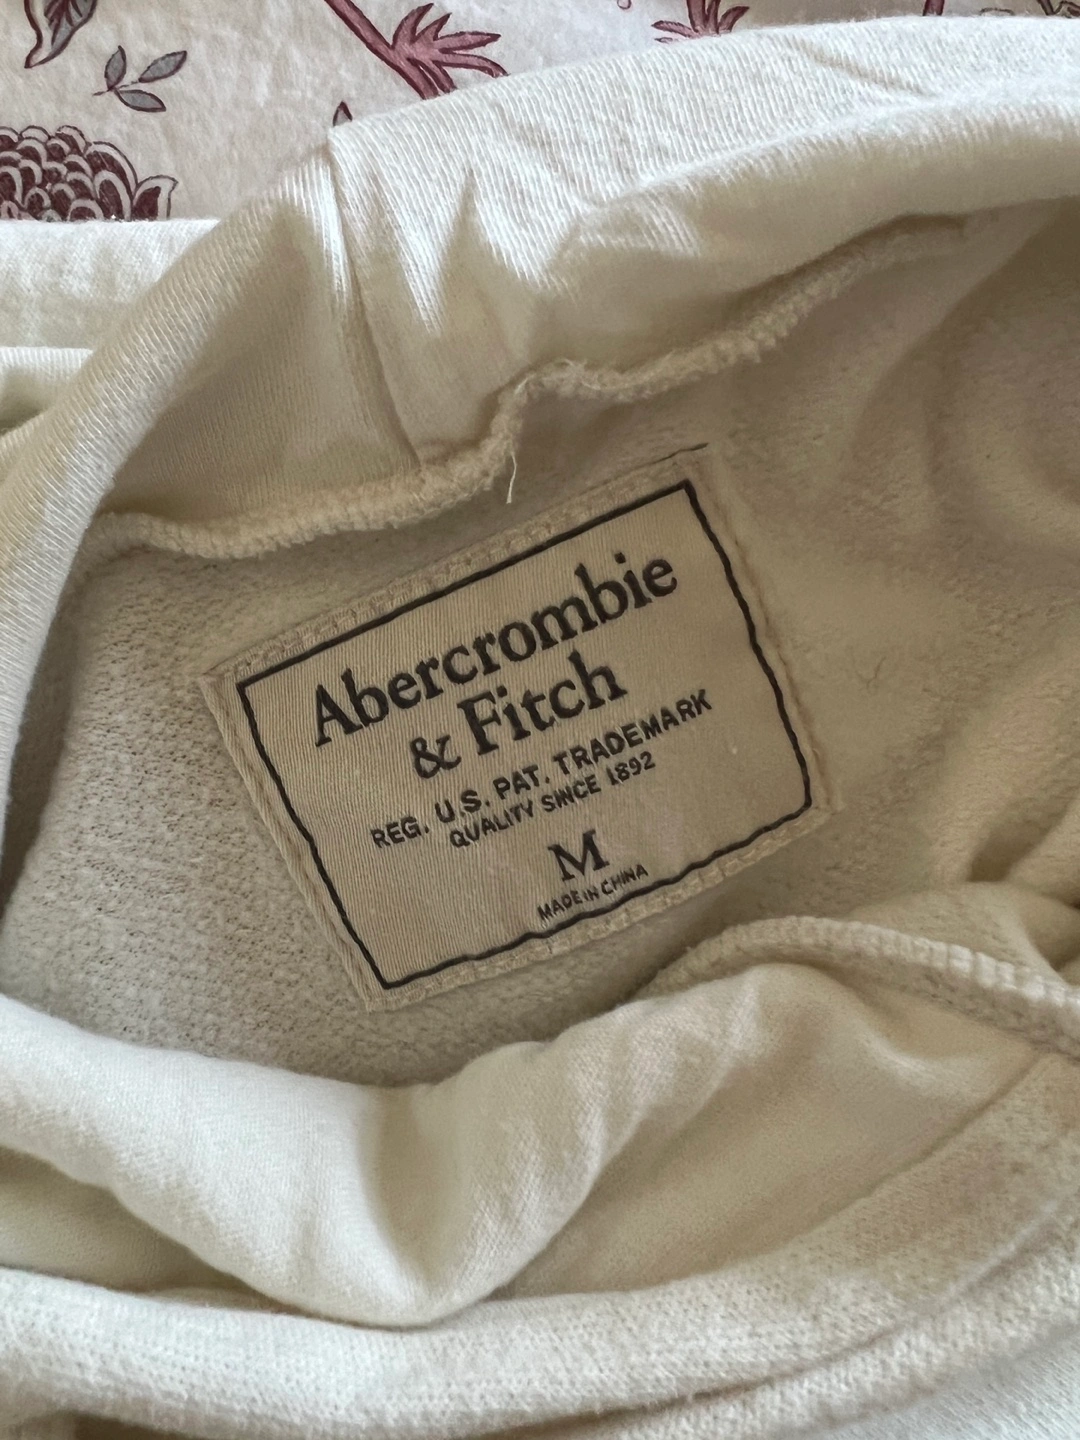 Abercrombie
& Fitch
REG. U.S. PAT. TRADEMARK
QUALITY SINCE 1892
M
MADE IN CHINA